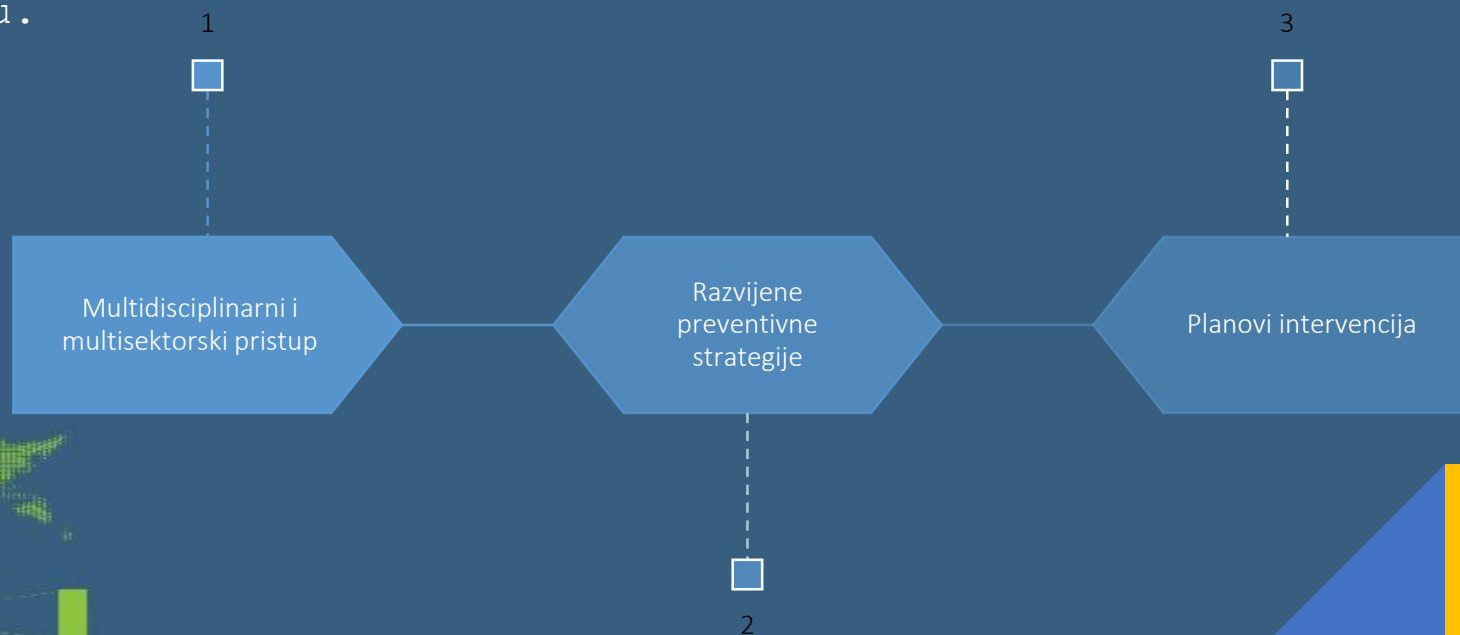 u.
1
3
Multidisciplinarni i
multisektorski pristup
Razvijene
preventivne
strategije
Planovi intervencija
2